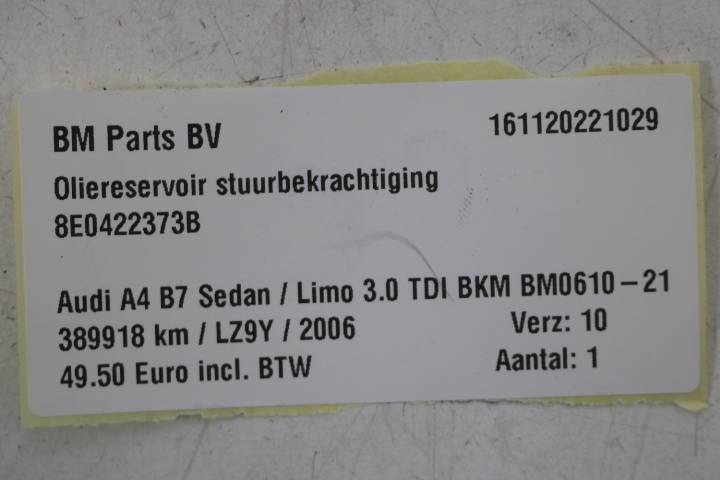 BM Parts BV 161120221029
Oliereservoir stuurbekrachtiging
8E0422373B
Audi A4 B7 Sedan / Limo 3.0 TDI BKM BM0610-21
389918 km / LZ9Y / 2006 Verz: 10
49.50 Euro incl. BTW Aantal: 1